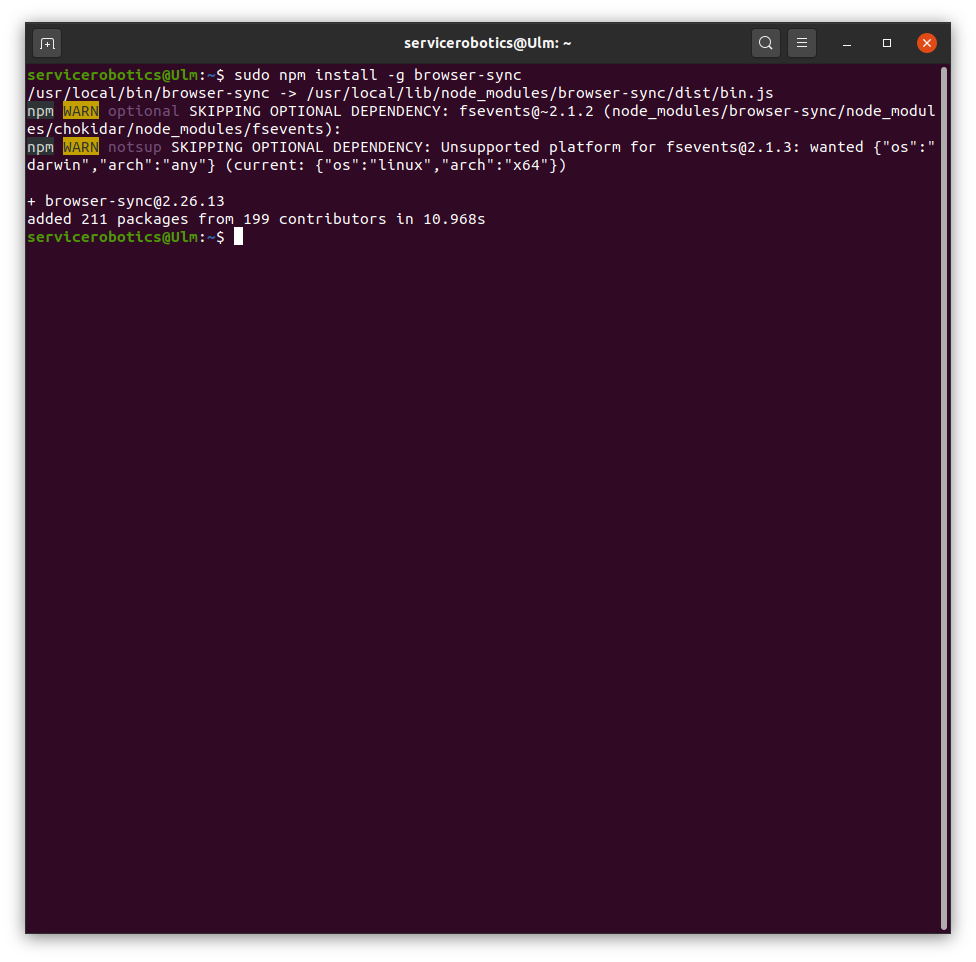 servicerobotics@Ulm: ~
servicerobotics@Ulm:~$ sudo npm install -g browser-sync
/usr/local/bin/browser-sync -> /usr/local/lib/node_modules/browser-sync/dist/bin.js
npm WARN optional SKIPPING OPTIONAL DEPENDENCY: fsevents@~2.1.2 (node_modules/browser-sync/node_modul
es/chokidar/node_modules/fsevents):
npm WARN notsup SKIPPING OPTIONAL DEPENDENCY: Unsupported platform for fsevents@2.1.3: wanted {"os":"
darwin","arch":"any"} (current: {"os":"linux","arch":"x64"})
+ browser-sync@2.26.13
added 211 packages from 199 contributors in 10.968s
servicerobotics@Ulm:~$